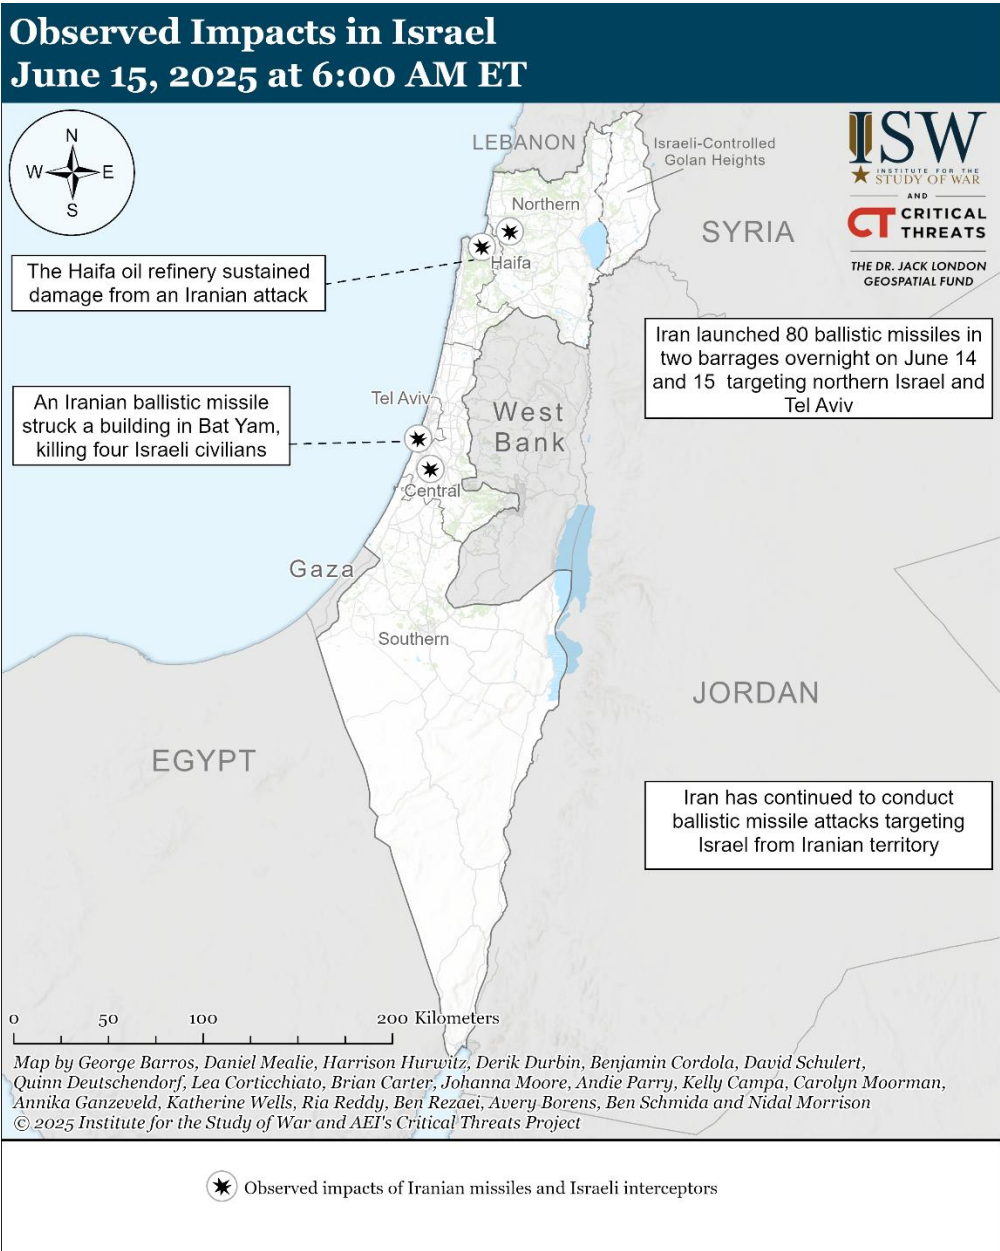 Observed Impacts in Israel
June 15, 2025 at 6:00 AM ET
N
W
E
S
LEBANON
Israeli-Controlled
Golan Heights
ISW
INSTITUTE FOR THE
STUDY OF WAR
AND
CT CRITICAL
THREATS
THE DR. JACK LONDON
GEOSPATIAL FUND
Northern
SYRIA
Haifa
The Haifa oil refinery sustained
damage from an Iranian attack
Iran launched 80 ballistic missiles in
two barrages overnight on June 14
and 15 targeting northern Israel and
Tel Aviv
An Iranian ballistic missile
struck a building in Bat Yam,
killing four Israeli civilians
Tel Aviv
West
Bank
Central
Gaza
Southern
JORDAN
EGYPT
Iran has continued to conduct
ballistic missile attacks targeting
Israel from Iranian territory
0 50 100 200 Kilometers
Map by George Barros, Daniel Mealie, Harrison Hurwitz, Derik Durbin, Benjamin Cordola, David Schulert,
Quinn Deutschendorf, Lea Corticchiato, Brian Carter, Johanna Moore, Andie Parry, Kelly Campa, Carolyn Moorman,
Annika Ganzeveld, Katherine Wells, Ria Reddy, Ben Rezaei, Avery Borens, Ben Schmida and Nidal Morrison
© 2025 Institute for the Study of War and AEI's Critical Threats Project
Observed impacts of Iranian missiles and Israeli interceptors